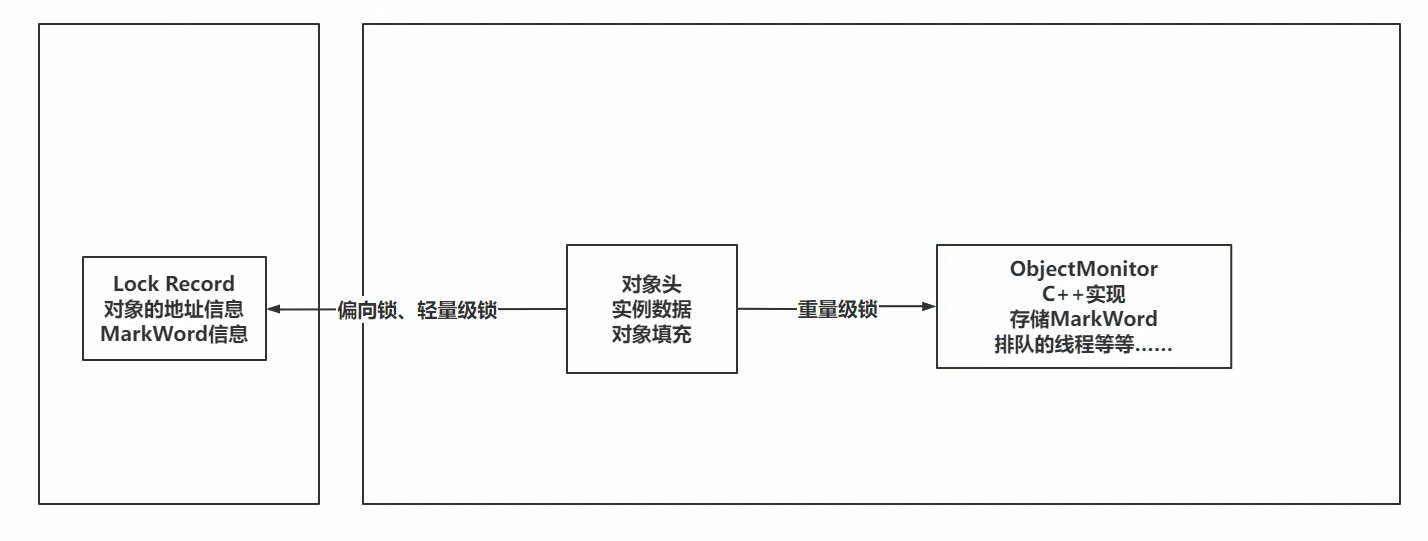 Lock Record
对象的地址信息
MarkWord信息
偏向锁、轻量级锁
对象头
实例数据
对象填充
重量级锁
ObjectMonitor
C++实现
存储MarkWord
排队的线程等等……